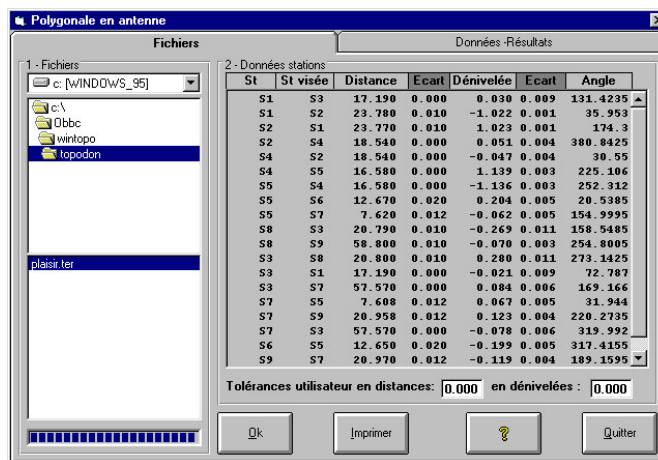 Polygonale en antenne
Fichiers
Données -Résultats
1 - Fichiers
c: [WINDOWS_95]
c:\
Obbc
wintopo
topodon
plaisir.ter
2 - Données stations
St St visée Distance Ecart Dénivelée Ecart Angle
S1 S3 17.190 0.000 0.030 0.009 131.4235
S1 S2 23.780 0.010 -1.022 0.001 35.953
S2 S1 23.770 0.010 1.023 0.001 174.3
S2 S4 18.540 0.000 0.051 0.004 380.8425
S4 S2 18.540 0.000 -0.047 0.004 30.55
S4 S5 16.580 0.000 1.139 0.003 225.106
S5 S4 16.580 0.000 -1.136 0.003 252.312
S5 S6 12.670 0.020 0.204 0.005 20.5385
S5 S7 7.620 0.012 -0.062 0.005 154.9995
S8 S3 20.790 0.010 -0.269 0.011 158.5485
S8 S9 58.800 0.010 -0.070 0.003 254.8005
S3 S8 20.800 0.010 0.280 0.011 273.1425
S3 S1 17.190 0.000 -0.021 0.009 72.787
S3 S7 57.570 0.000 0.084 0.006 169.166
S7 S5 7.608 0.012 0.067 0.005 31.944
S7 S9 20.958 0.012 0.123 0.004 220.2735
S7 S3 57.570 0.000 -0.078 0.006 319.992
S6 S5 12.650 0.020 -0.199 0.005 317.4155
S9 S7 20.970 0.012 -0.119 0.004 189.1595
Tolérances utilisateur en distances: 0.000 en dénivelées : 0.000
Ok
Imprimer
?
Quitter